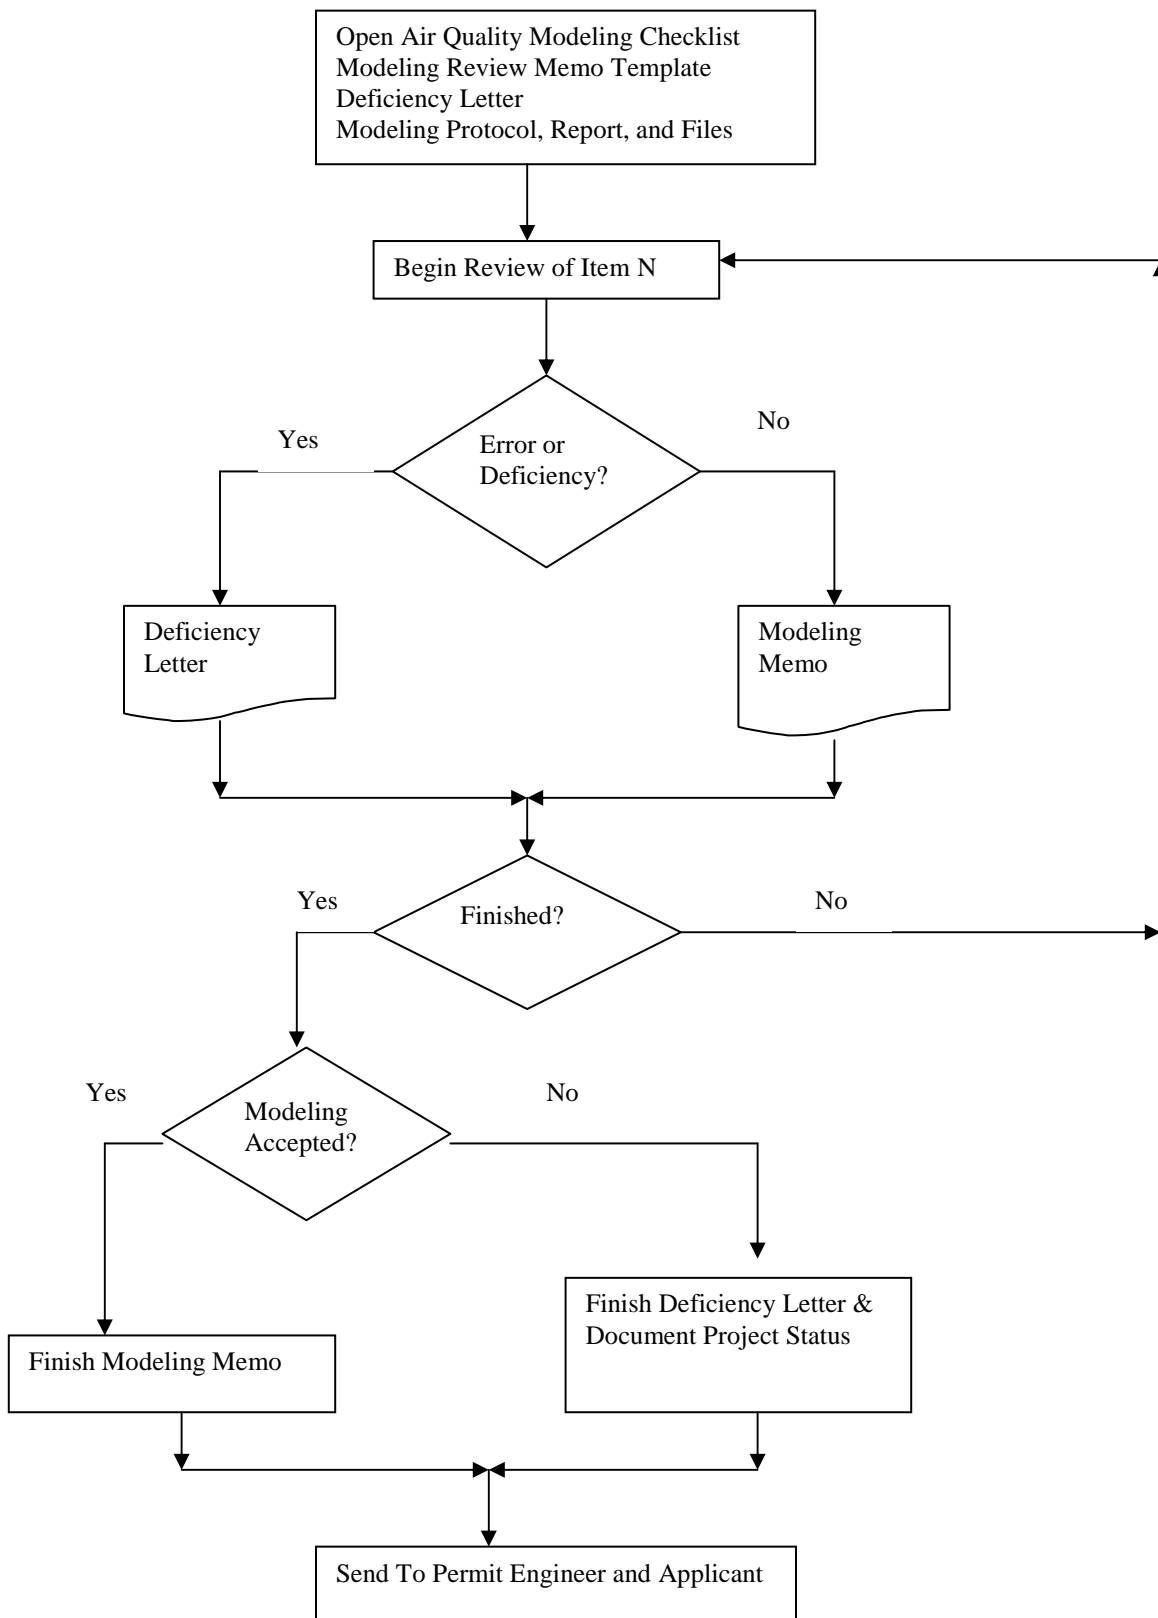 Open Air Quality Modeling Checklist
Modeling Review Memo Template
Deficiency Letter
Modeling Protocol, Report, and Files
Begin Review of Item N
Yes
No
Error or
Deficiency?
Deficiency
Letter
Modeling
Memo
Yes
Finished?
No
Yes
No
Modeling
Accepted?
Finish Deficiency Letter &
Document Project Status
Finish Modeling Memo
Send To Permit Engineer and Applicant